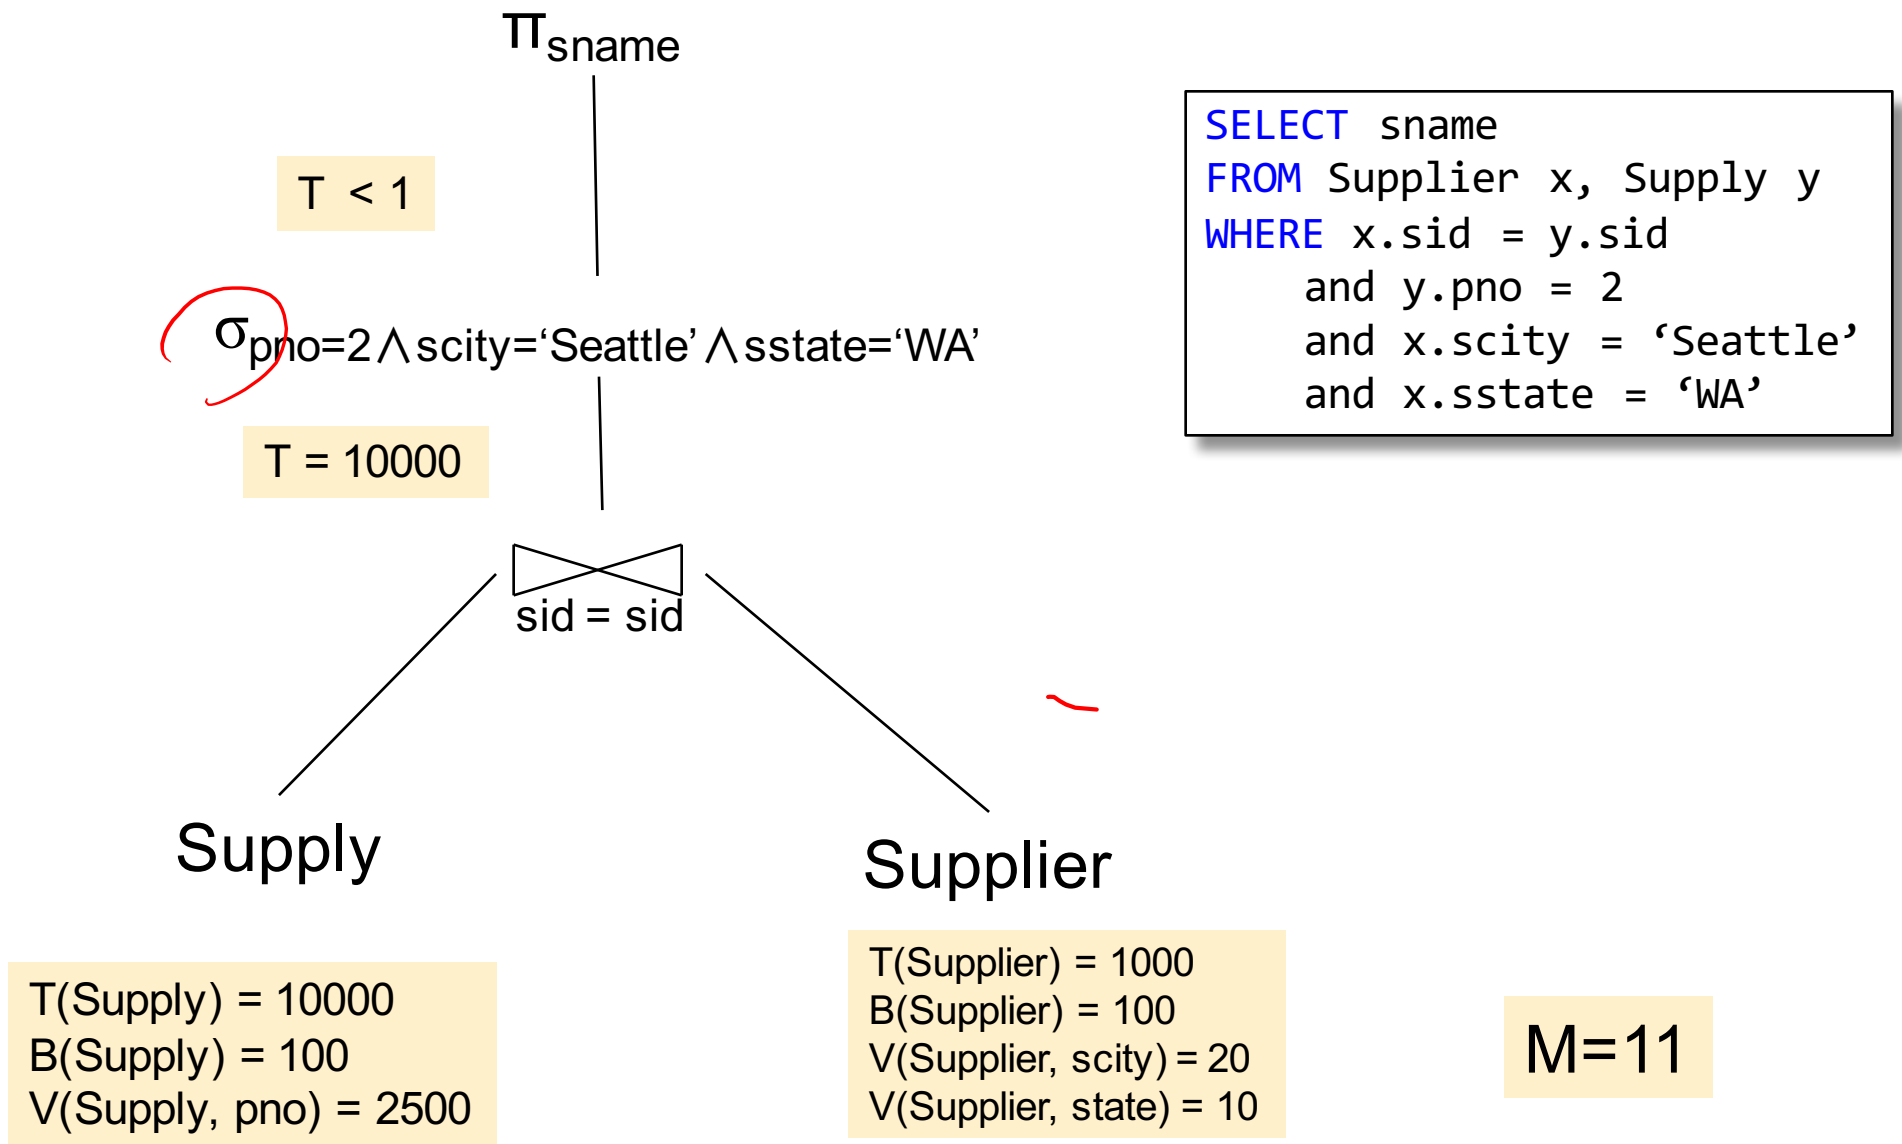 πsname
SELECT sname
FROM Supplier x, Supply y
WHERE x.sid = y.sid
and y.pno = 2
and x.scity = ‘Seattle’
and x.sstate = ‘WA’
T < 1
σpno=2∧scity=‘Seattle’∧sstate=‘WA’
T = 10000
sid = sid
Supply
Supplier
T(Supply) = 10000
B(Supply) = 100
V(Supply, pno) = 2500
T(Supplier) = 1000
B(Supplier) = 100
V(Supplier, scity) = 20
V(Supplier, state) = 10
M=11